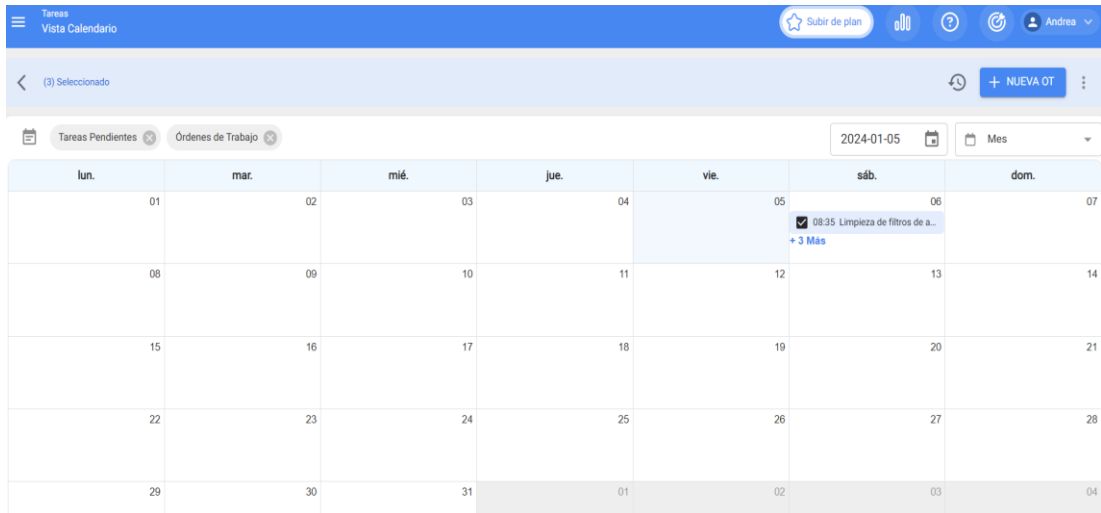 Tareas
Vista Calendario
Subir de plan
Andrea
(3) Seleccionado
+ NUEVA OT
Tareas Pendientes
Órdenes de Trabajo
2024-01-05
Mes
lun. mar. mié. jue. vie. sáb. dom.
01 02 03 04 05 06 07
08:35 Limpieza de filtros de a...
+ 3 Más
08 09 10 11 12 13 14
15 16 17 18 19 20 21
22 23 24 25 26 27 28
29 30 31 01 02 03 04